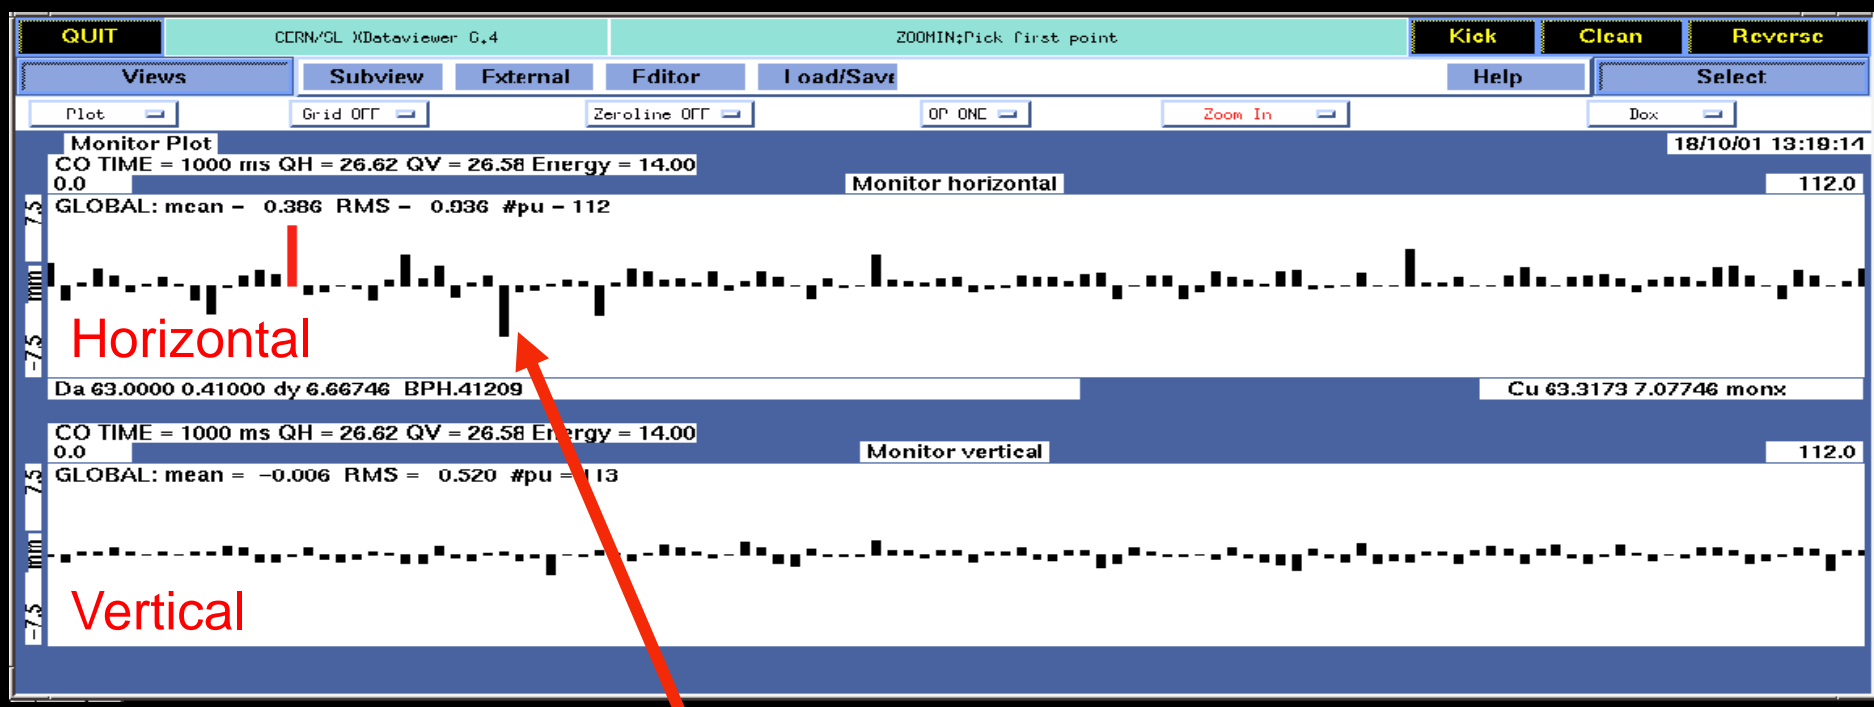 QUIT CERN/SL XDataviewer 6.4 ZOOMIN:Pick first point Kick Clean Reverse
Views Subview External Editor Load/Save Help Select
Plot Grid OFF Zeroline OFF OP ONE Zoom In Box
Monitor Plot 18/10/01 13:19:14
CO TIME = 1000 ms QH = 26.62 QV = 26.58 Energy = 14.00
0.0 Monitor horizontal 112.0
7.5 GLOBAL: mean = 0.386 RMS = 0.936 #pu = 112
mm
Horizontal
-7.5
Da 63.0000 0.41000 dy 6.66746 BPH.41209 Cu 63.3173 7.07746 monx
CO TIME = 1000 ms QH = 26.62 QV = 26.58 Energy = 14.00
0.0 Monitor vertical 112.0
7.5 GLOBAL: mean = -0.006 RMS = 0.520 #pu = 113
mm
Vertical
-7.5